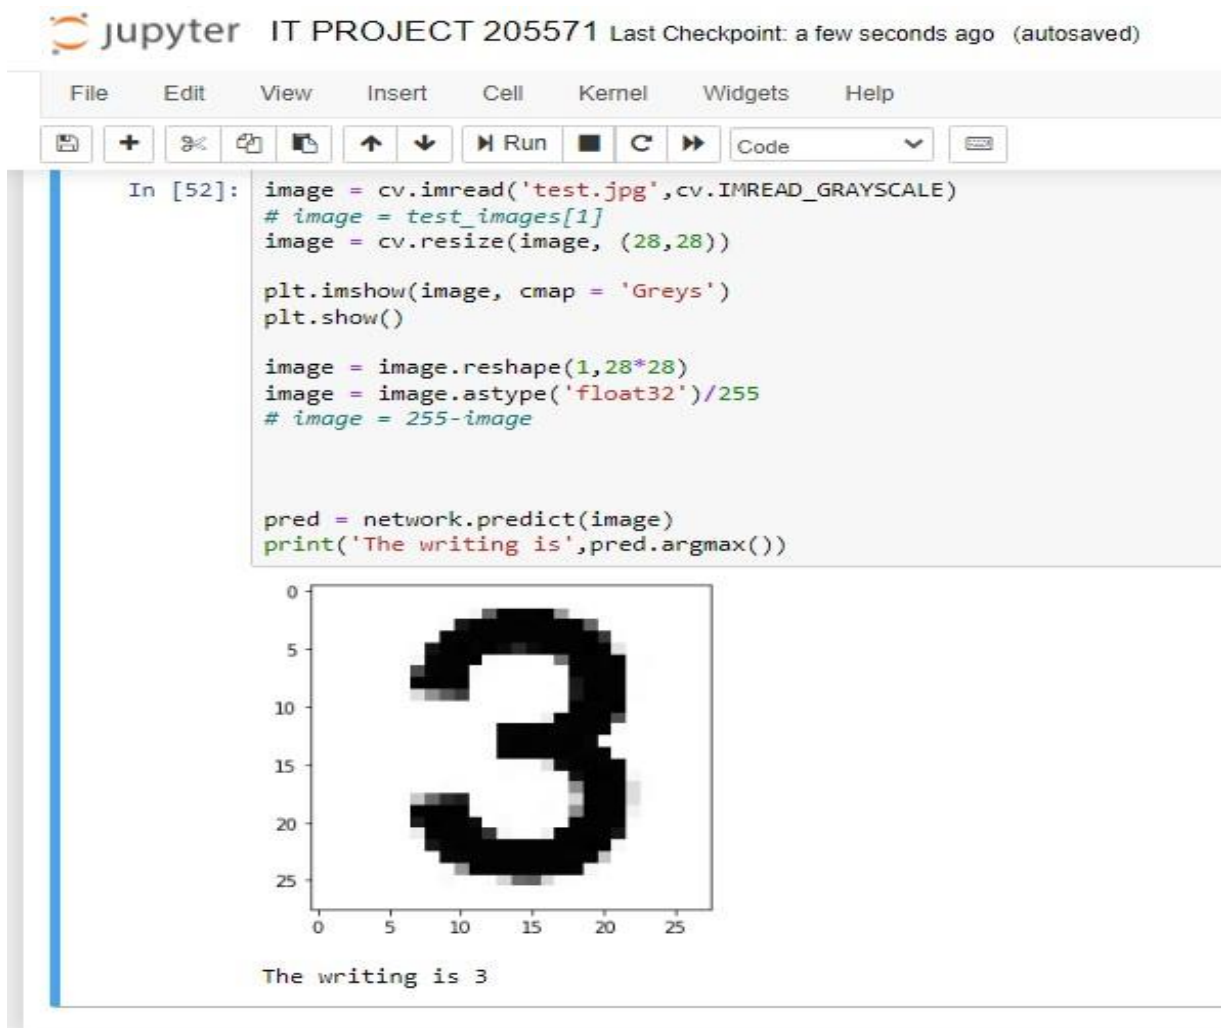 jupyter IT PROJECT 205571 Last Checkpoint: a few seconds ago (autosaved)
File Edit View Insert Cell Kernel Widgets Help
Run Code
In [52]: image = cv.imread('test.jpg',cv.IMREAD_GRAYSCALE)
# image = test_images[1]
image = cv.resize(image, (28,28))
plt.imshow(image, cmap = 'Greys')
plt.show()
image = image.reshape(1,28*28)
image = image.astype('float32')/255
# image = 255-image
pred = network.predict(image)
print('The writing is',pred.argmax())
0
5
10
15
20
25
3
0 5 10 15 20 25
The writing is 3